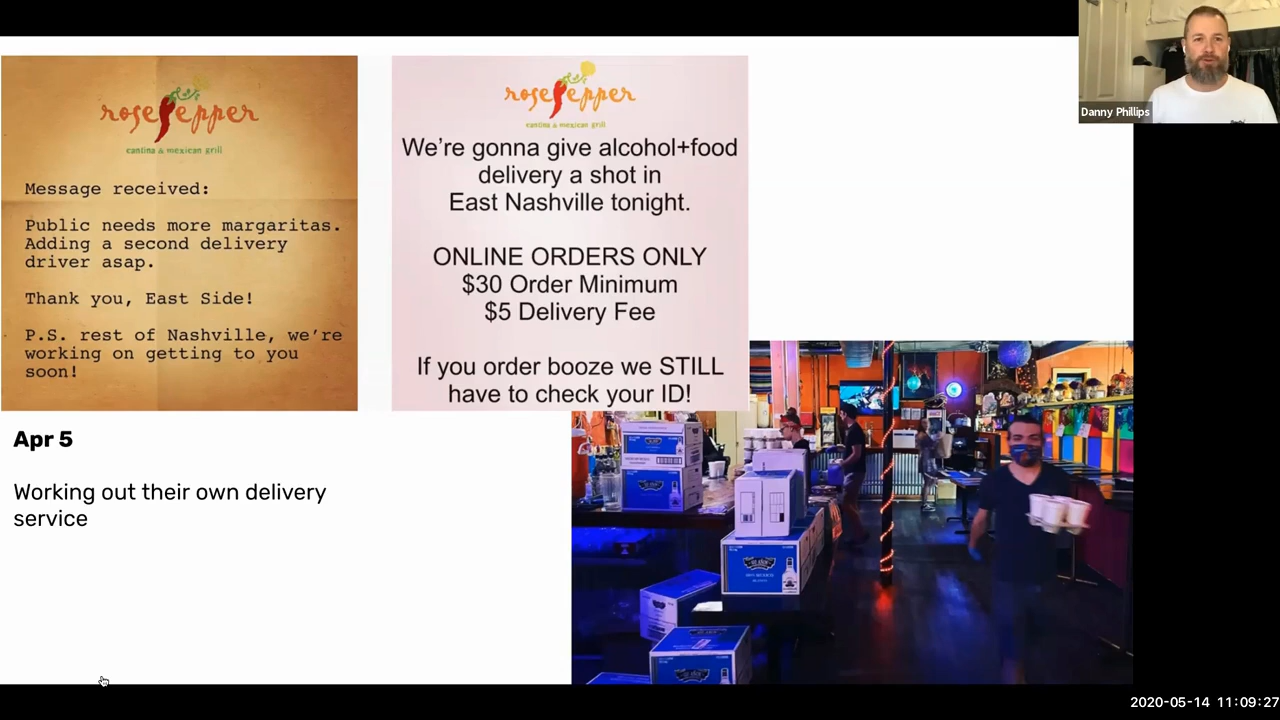 rosepepper
cantina & mexican grill
Message received:
Public needs more margaritas.
Adding a second delivery
driver asap.
Thank you, East Side!
P.S. rest of Nashville, we're
working on getting to you
soon!
rosepepper
cantina & mexican grill
We're gonna give alcohol+food
delivery a shot in
East Nashville tonight.
ONLINE ORDERS ONLY
$30 Order Minimum
$5 Delivery Fee
If you order booze we STILL
have to check your ID!
Apr 5
Working out their own delivery
service
Danny Phillips
2020-05-14 11:09:27